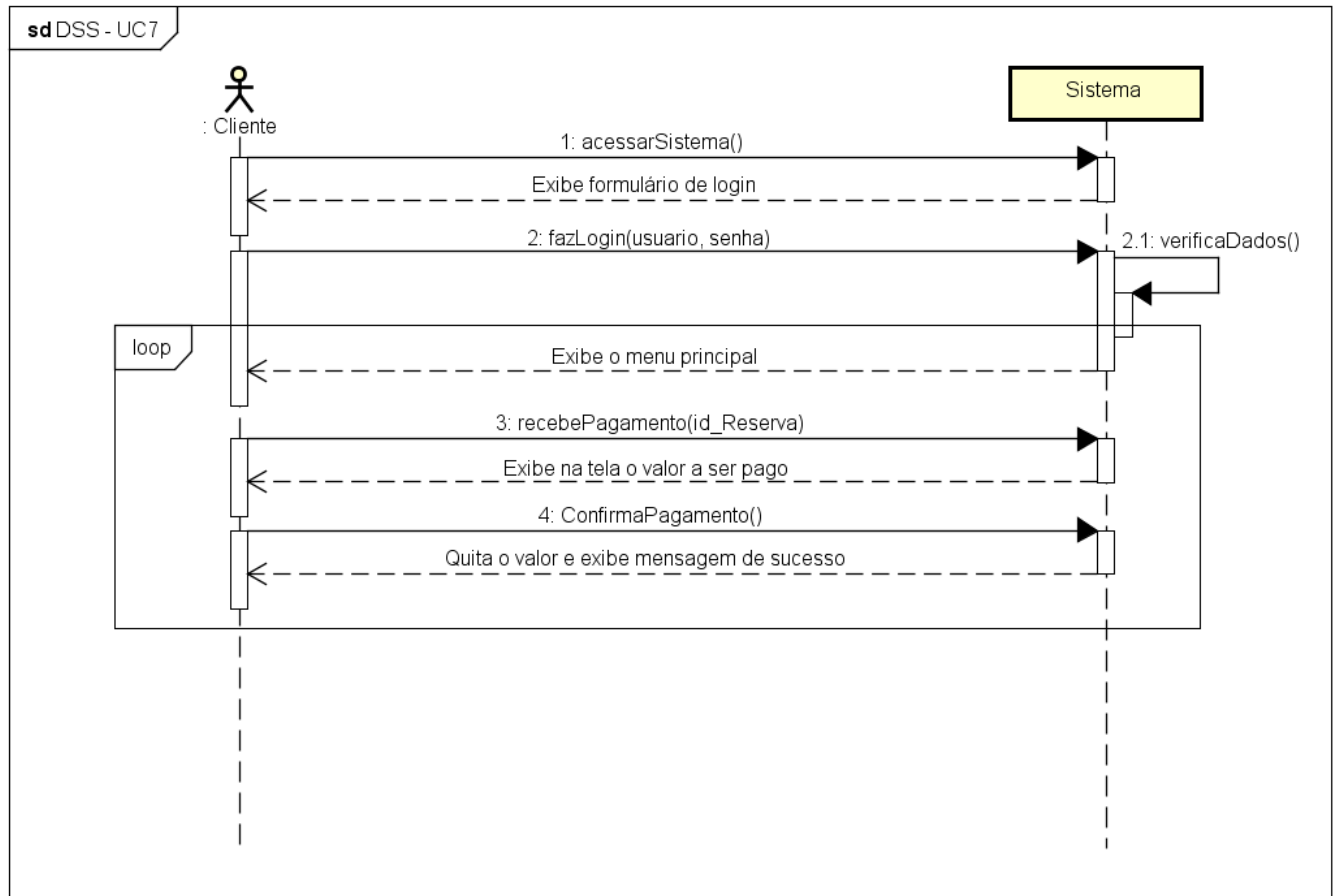 sd DSS - UC7
Sistema
: Cliente
1: acessarSistema()
Exibe formulário de login
2: fazLogin(usuario, senha)
2.1: verificaDados()
loop
Exibe o menu principal
3: recebePagamento(id_Reserva)
Exibe na tela o valor a ser pago
4: ConfirmaPagamento()
Quita o valor e exibe mensagem de sucesso